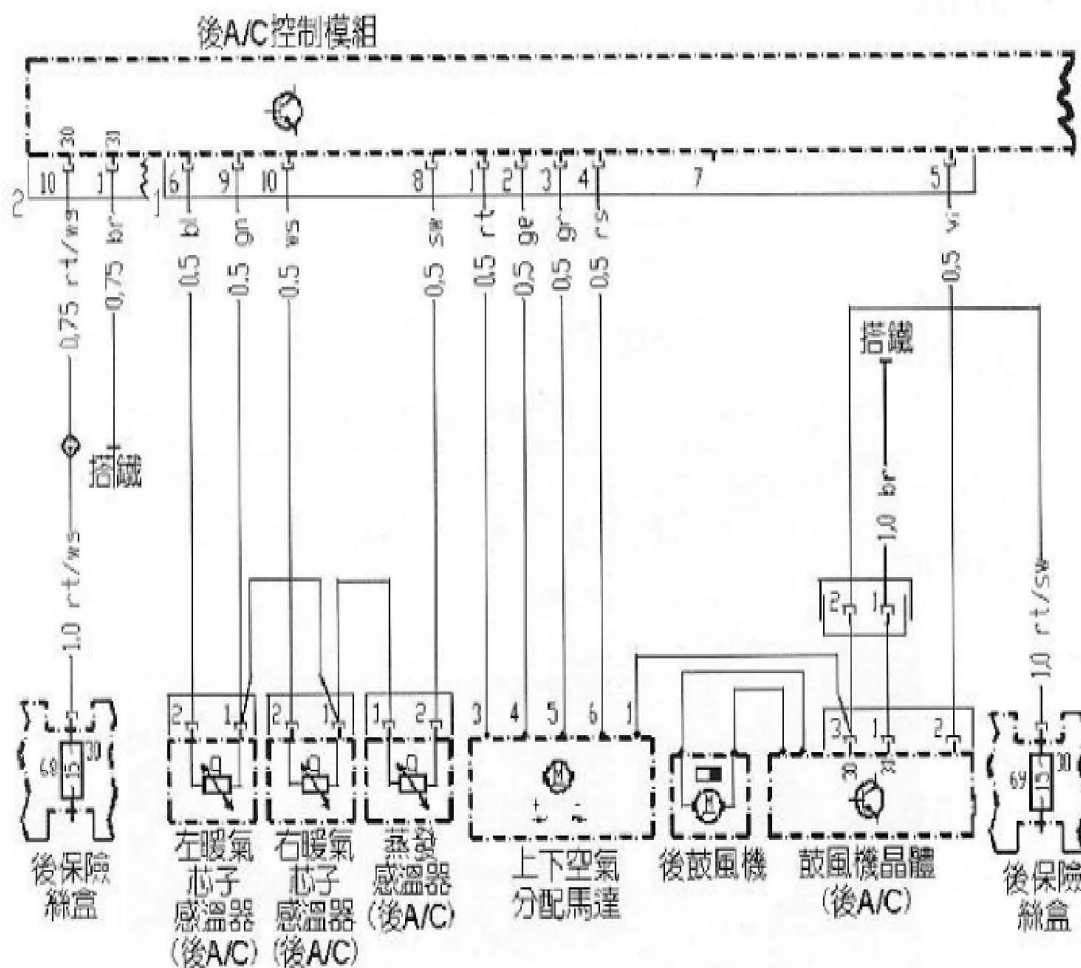 後A/C控制模組
30 31
10 1 6 9 10 8 1 2 3 4 7 5
2 1
0,75 rt/ws
0,75 br
0.5 bl
0.5 gn
0.5 ws
0,5 sw
0.5 rt
0,5 ge
0,5 gr
0,5 rs
0,5 vi
搭鐵
搭鐵
1,0 br
1.0 rt/ws
1,0 rt/sw
2 1
2 1 2 1 1 2 3 4 5 6 1 3 1 2
68 15 30
M
+ -
M
30 31
69 15 30
後保險
絲盒
左暖氣
芯子
感溫器
(後A/C)
右暖氣
芯子
感溫器
(後A/C)
蒸發
感溫器
(後A/C)
上下空氣
分配馬達
後鼓風機
鼓風機晶體
(後A/C)
後保險
絲盒